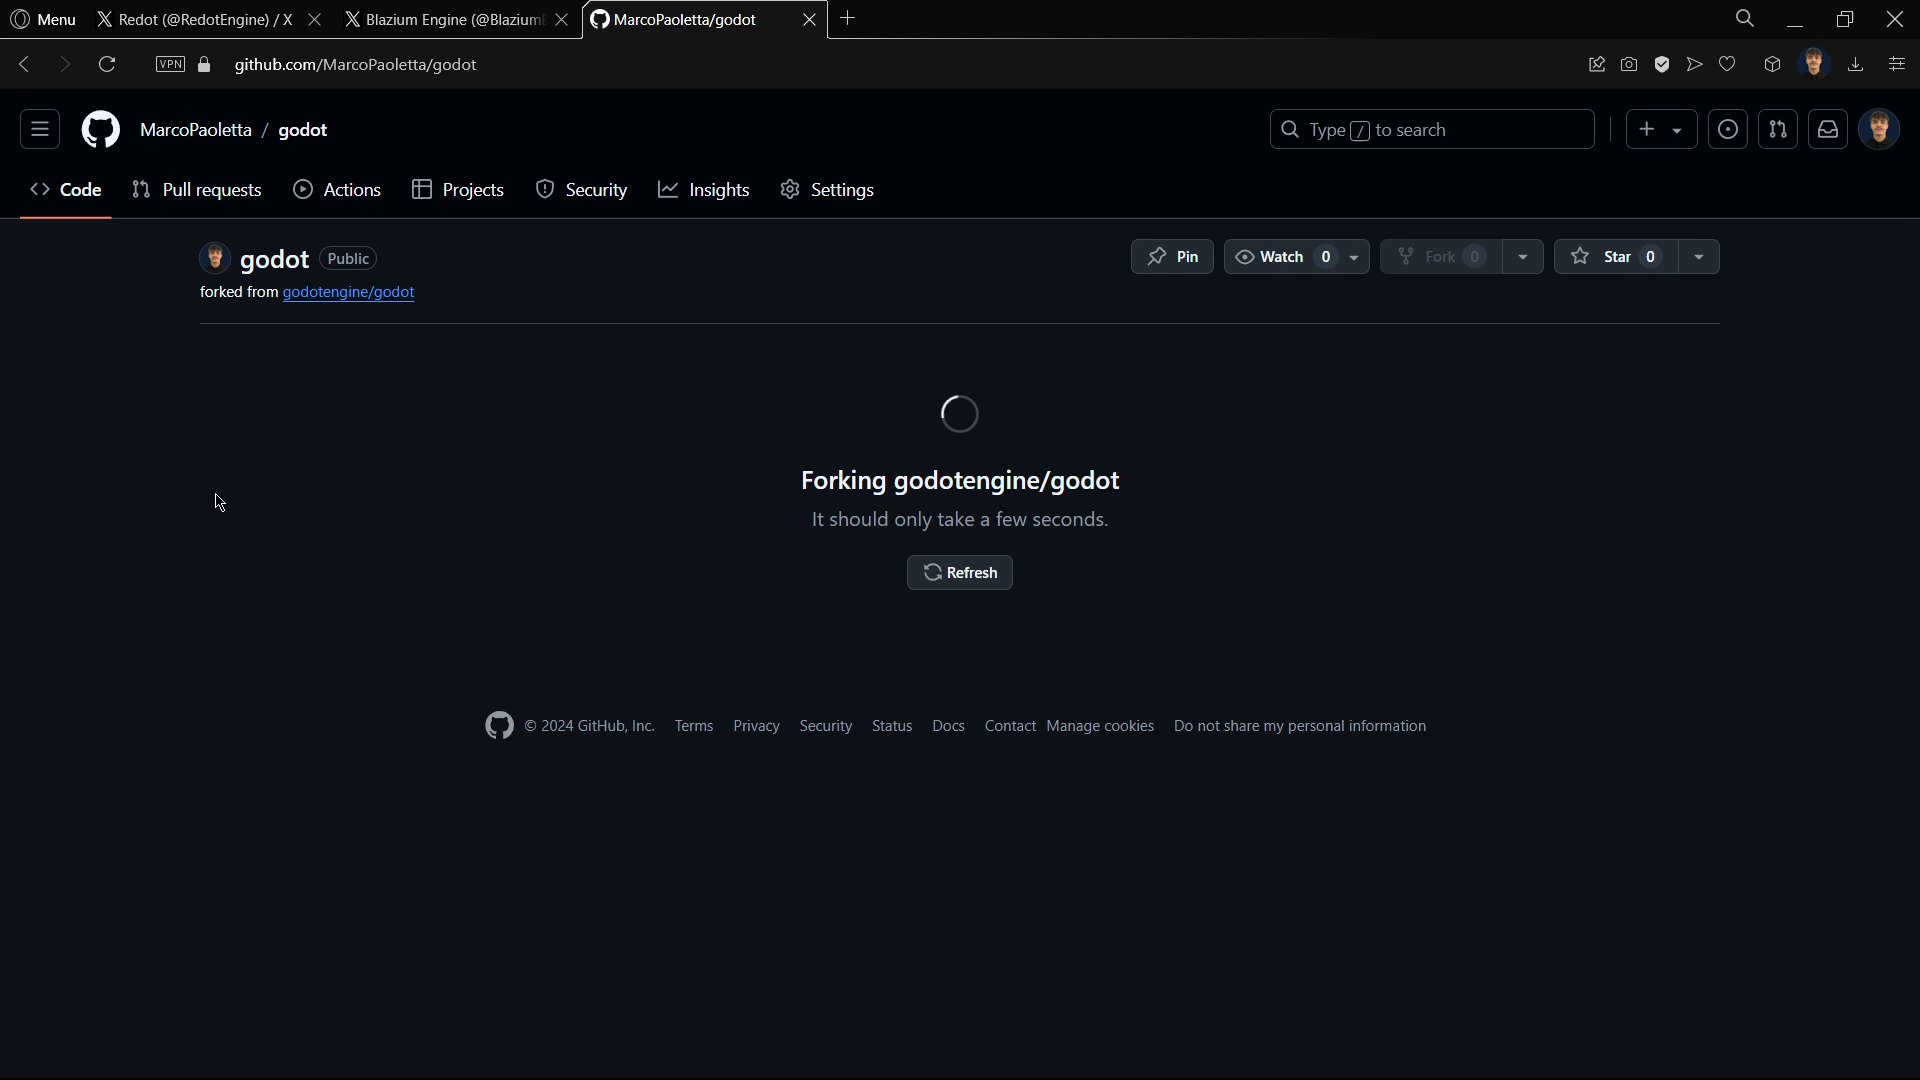 Menu Redot (@RedotEngine) / X Blazium Engine (@BlaziumE MarcoPaoletta/godot
VPN github.com/MarcoPaoletta/godot
MarcoPaoletta / godot Type / to search
Code Pull requests Actions Projects Security Insights Settings
godot Public Pin Watch 0 Fork 0 Star 0
forked from godotengine/godot
Forking godotengine/godot
It should only take a few seconds.
Refresh
© 2024 GitHub, Inc. Terms Privacy Security Status Docs Contact Manage cookies Do not share my personal information